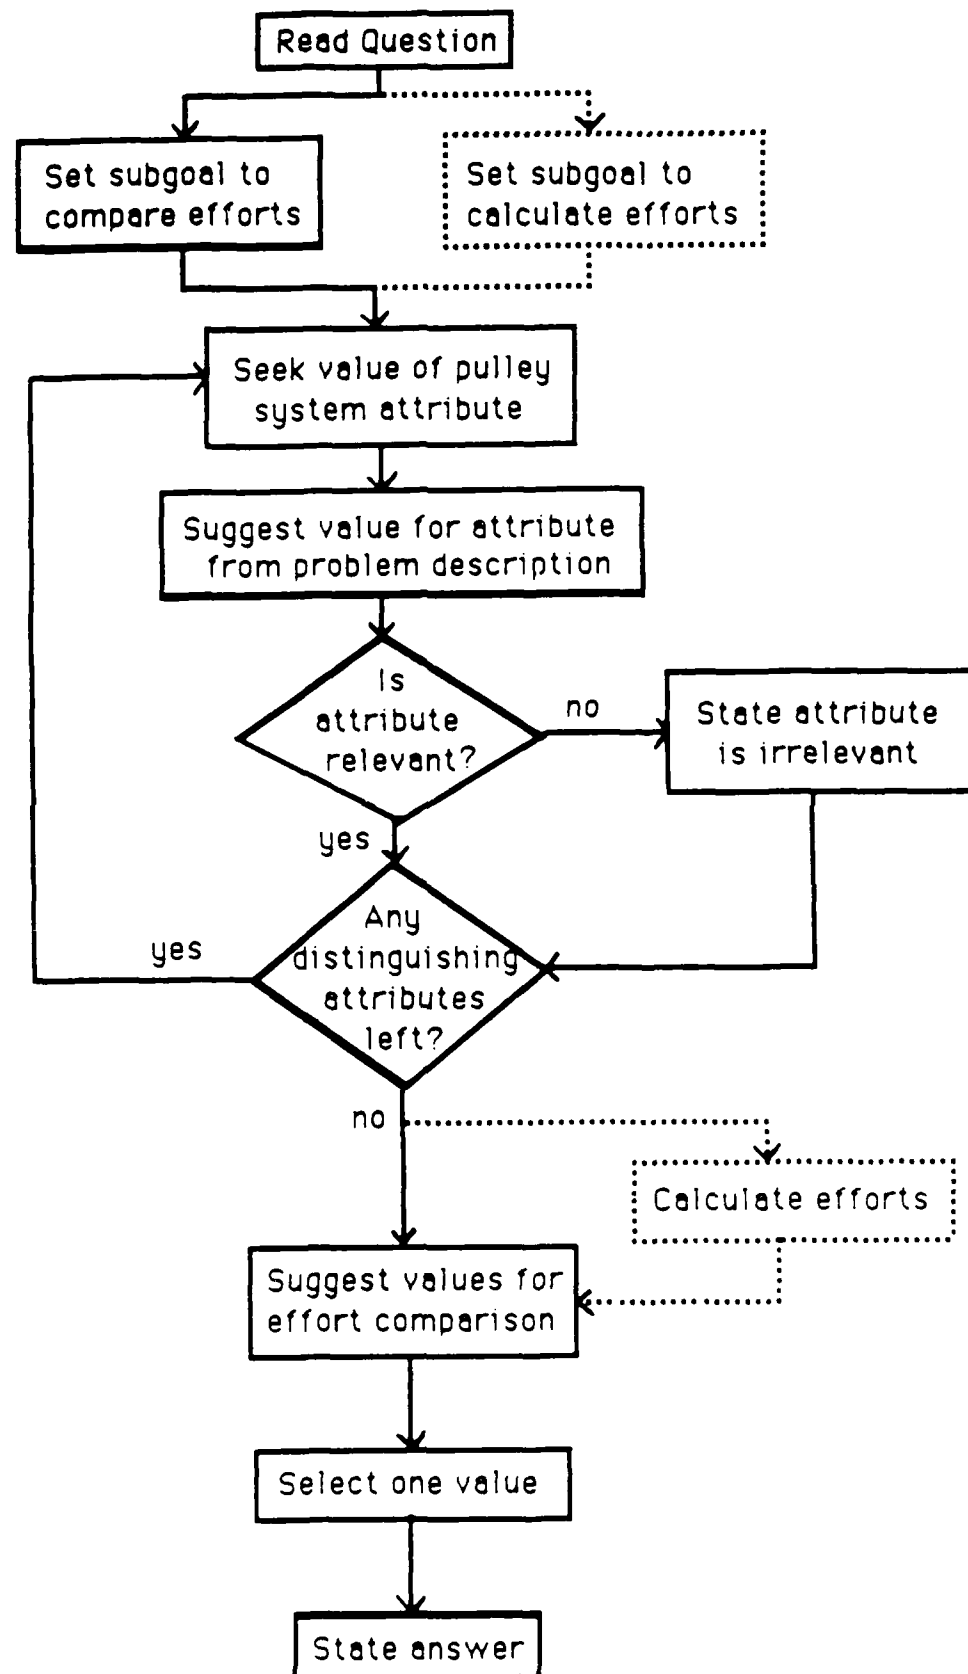 Read Question
Set subgoal to
compare efforts
Set subgoal to
calculate efforts
Seek value of pulley
system attribute
Suggest value for attribute
from problem description
Is
attribute
relevant?
no
State attribute
is irrelevant
yes
Any
distinguishing
attributes
left?
yes
no
Calculate efforts
Suggest values for
effort comparison
Select one value
State answer